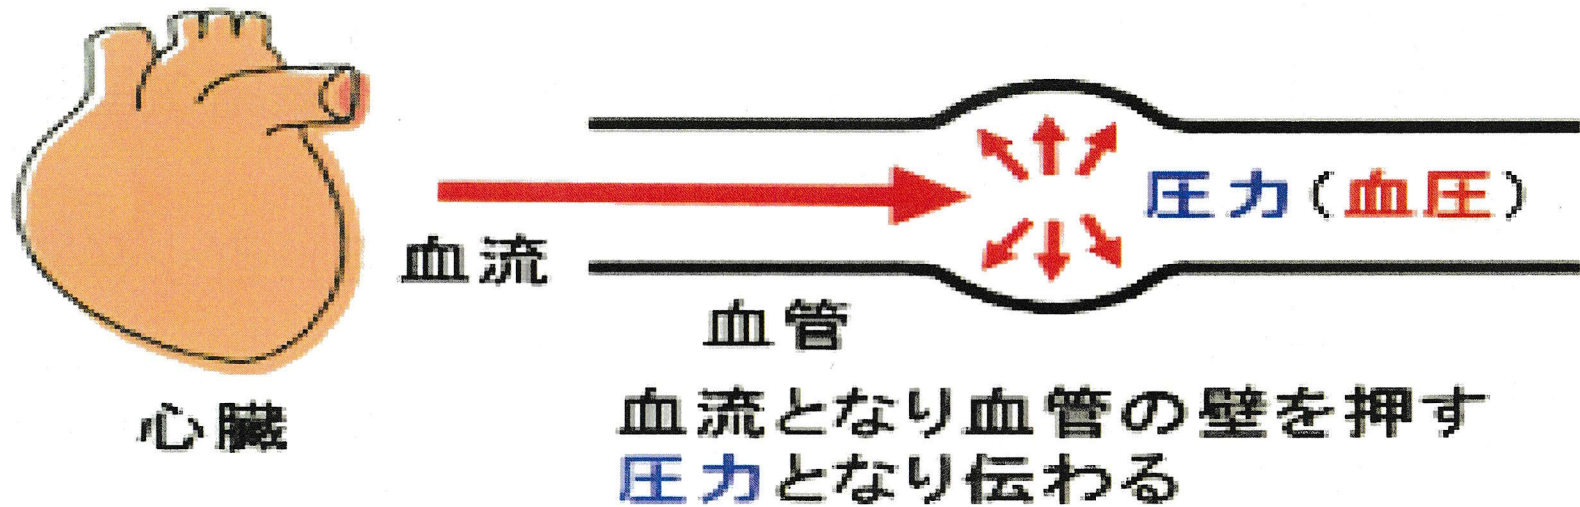 圧力(血圧)
血流
血管
心臓
血流となり血管の壁を押す
圧力となり伝わる